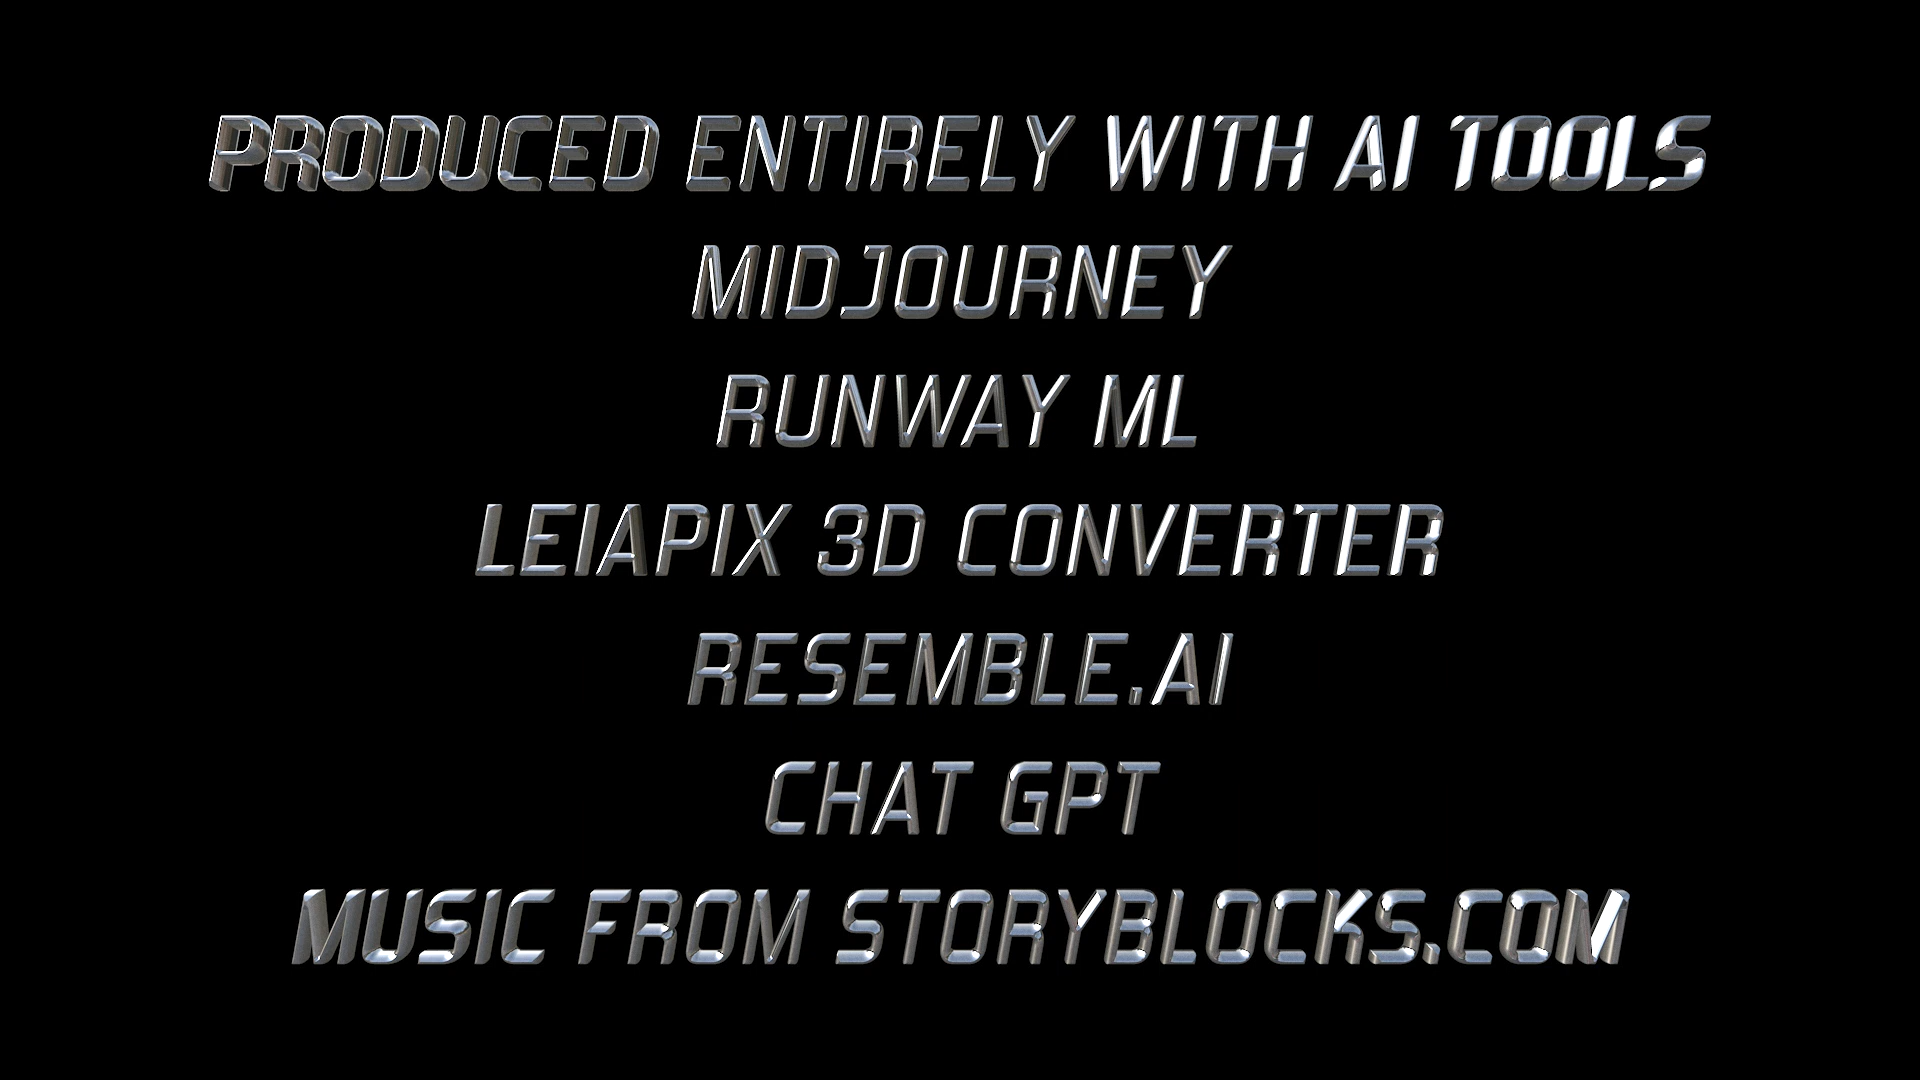 PRODUCED ENTIRELY WITH AI TOOLS
MIDJOURNEY
RUNWAY ML
LEIAPIX 3D CONVERTER
RESEMBLE.AI
CHAT GPT
MUSIC FROM STORYBLOCKS.COM